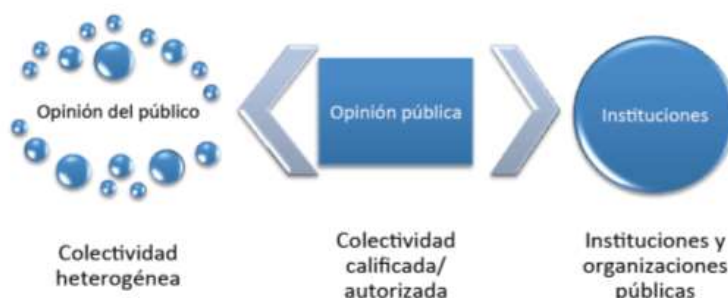 Opinión del público
Opinión pública
Instituciones
Colectividad
heterogénea
Colectividad
calificada/
autorizada
Instituciones y
organizaciones
públicas